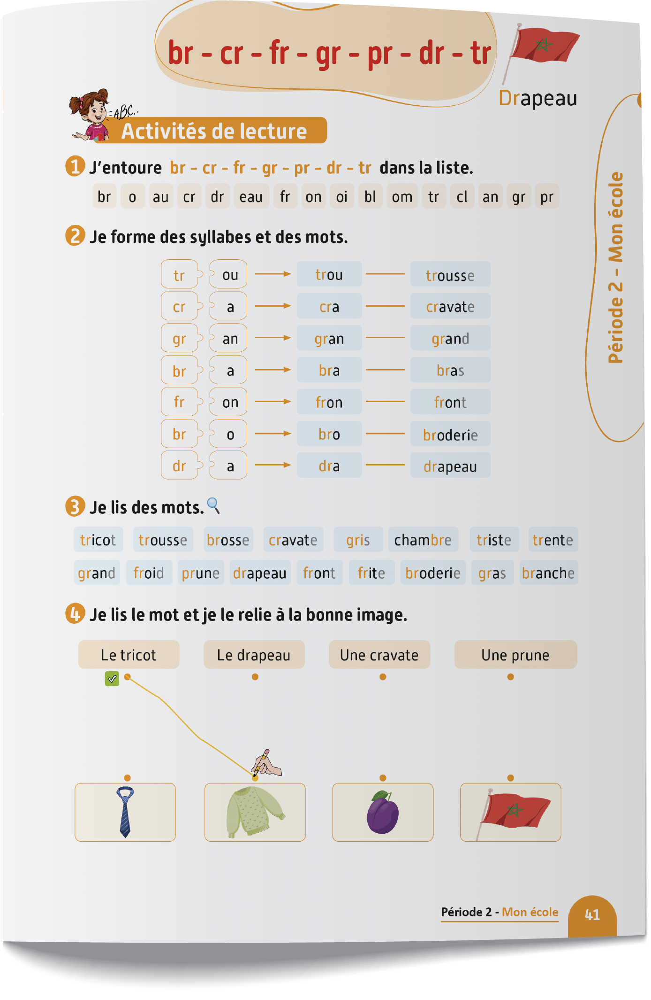 br - cr - fr - gr - pr - dr - tr
Drapeau
A.B.C..
Activités de lecture
1 J'entoure br - cr - fr - gr - pr - dr - tr dans la liste.
br o au cr dr eau fr on oi bl om tr cl an gr pr
2 Je forme des syllabes et des mots.
tr ou trou trousse
cr a cra cravate
gr an gran grand
br a bra bras
fr on fron front
br o bro broderie
dr a dra drapeau
3 Je lis des mots.
tricot trousse brosse cravate gris chambre triste trente
grand froid prune drapeau front frite broderie gras branche
4 Je lis le mot et je le relie à la bonne image.
Le tricot Le drapeau Une cravate Une prune
Période 2 - Mon école
Période 2 - Mon école 41